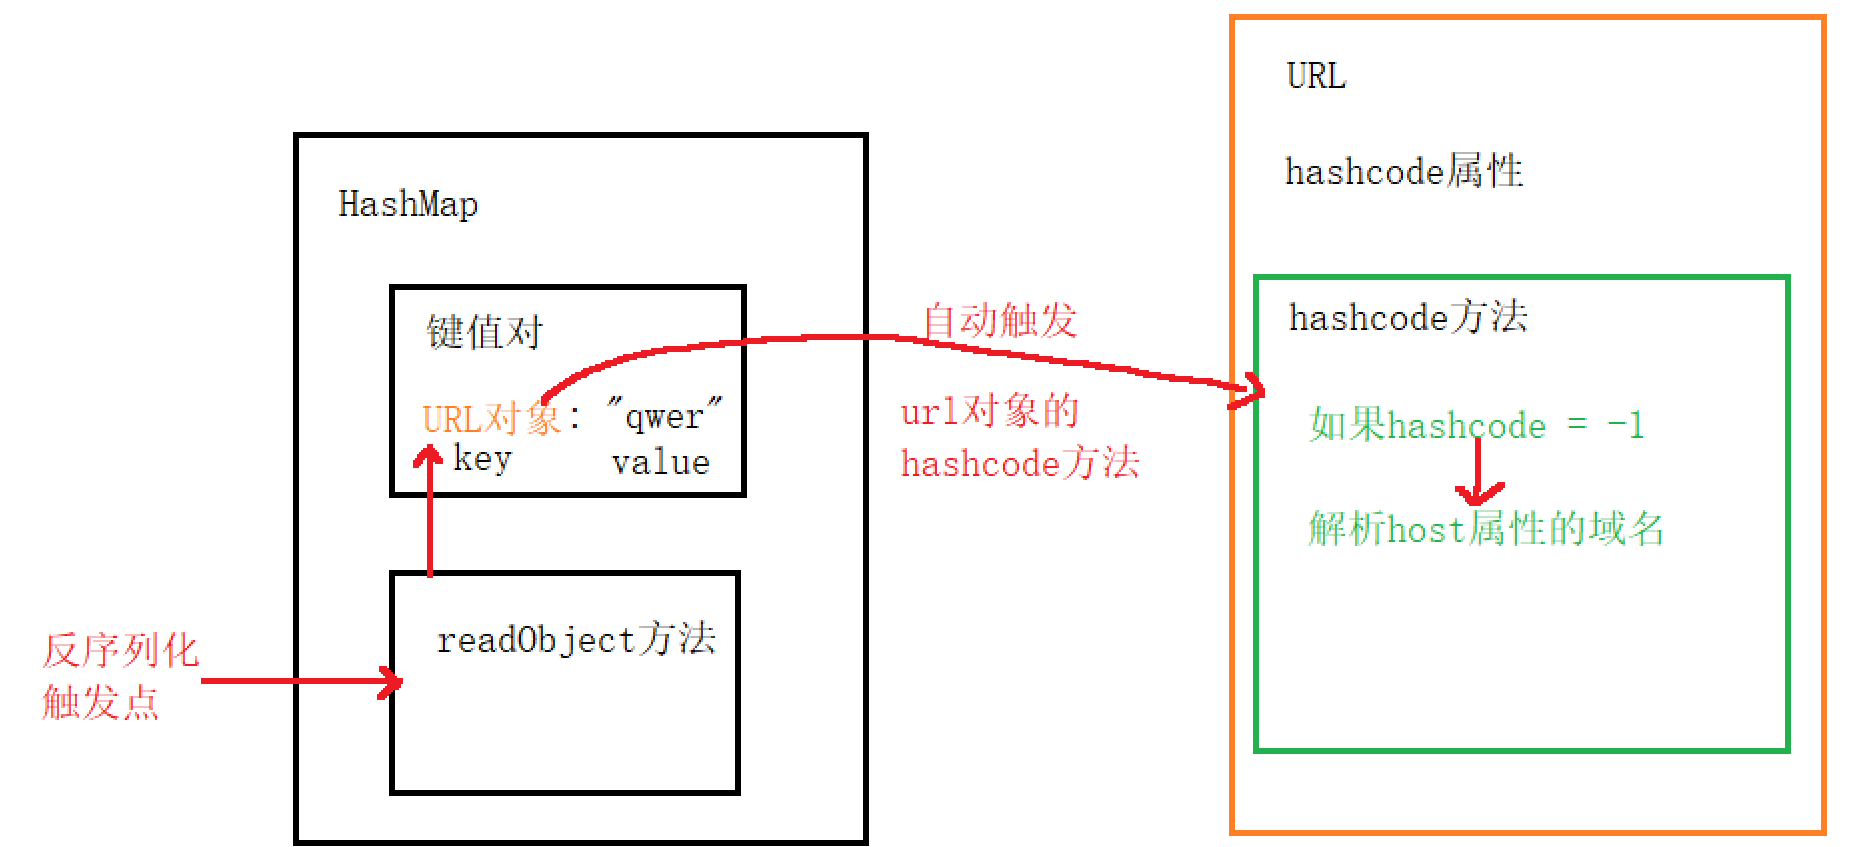 HashMap
键值对
URL对象: "qwer"
key value
readObject方法
反序列化
触发点
自动触发
url对象的
hashcode方法
URL
hashcode属性
hashcode方法
如果hashcode = -1
解析host属性的域名